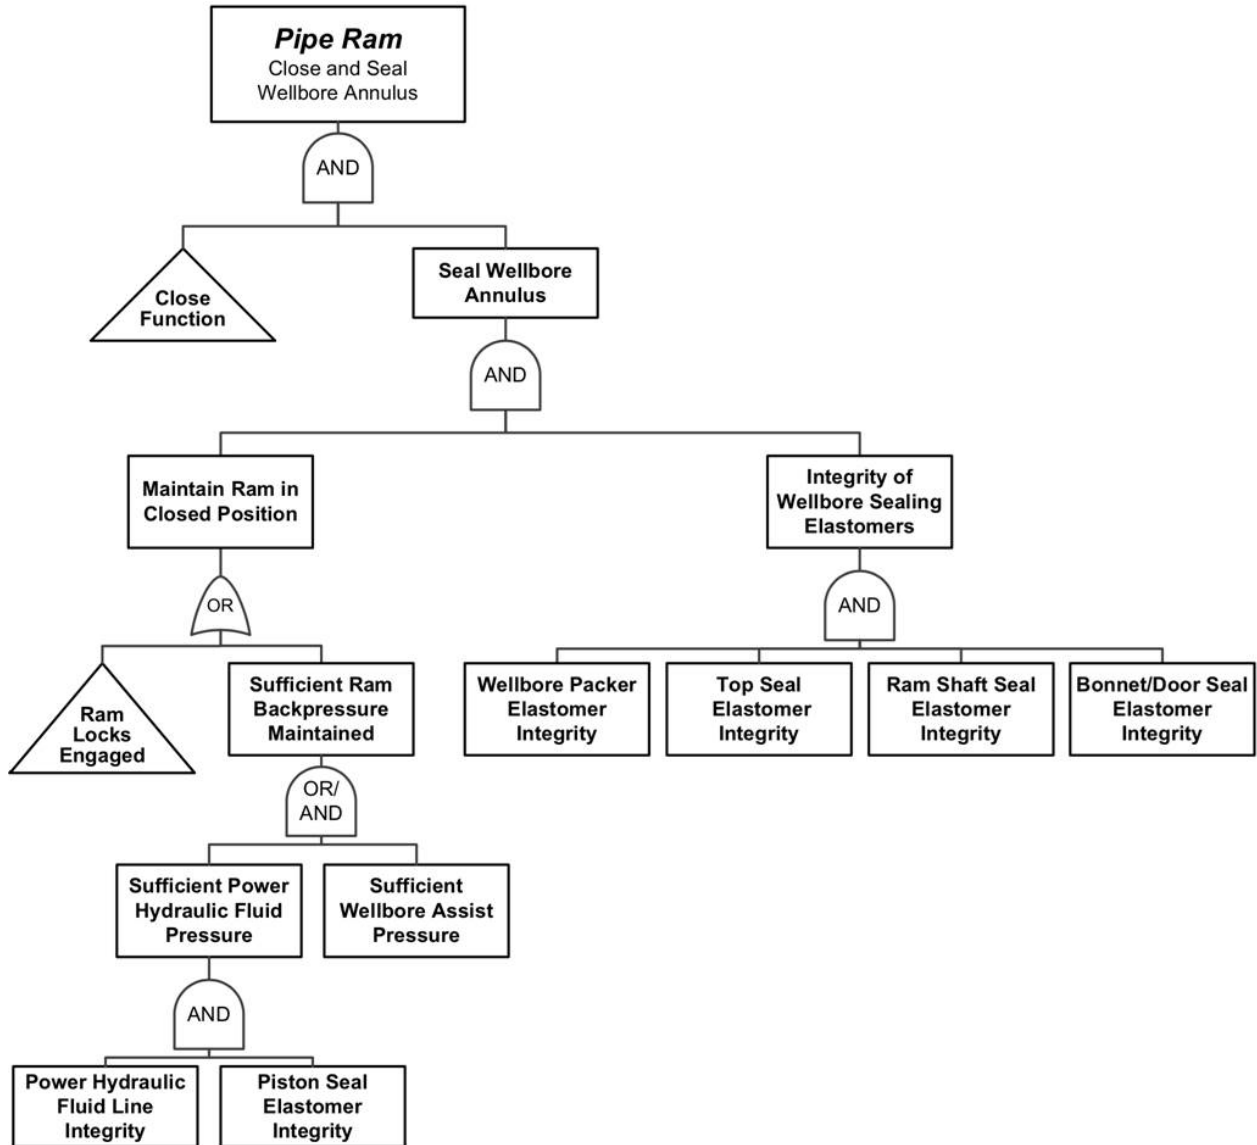 Pipe Ram
Close and Seal
Wellbore Annulus
AND
Close
Function
Seal Wellbore
Annulus
AND
Maintain Ram in
Closed Position
Integrity of
Wellbore Sealing
Elastomers
OR
AND
Ram
Locks
Engaged
Sufficient Ram
Backpressure
Maintained
Wellbore Packer
Elastomer
Integrity
Top Seal
Elastomer
Integrity
Ram Shaft Seal
Elastomer
Integrity
Bonnet/Door Seal
Elastomer
Integrity
OR/
AND
Sufficient Power
Hydraulic Fluid
Pressure
Sufficient
Wellbore Assist
Pressure
AND
Power Hydraulic
Fluid Line
Integrity
Piston Seal
Elastomer
Integrity